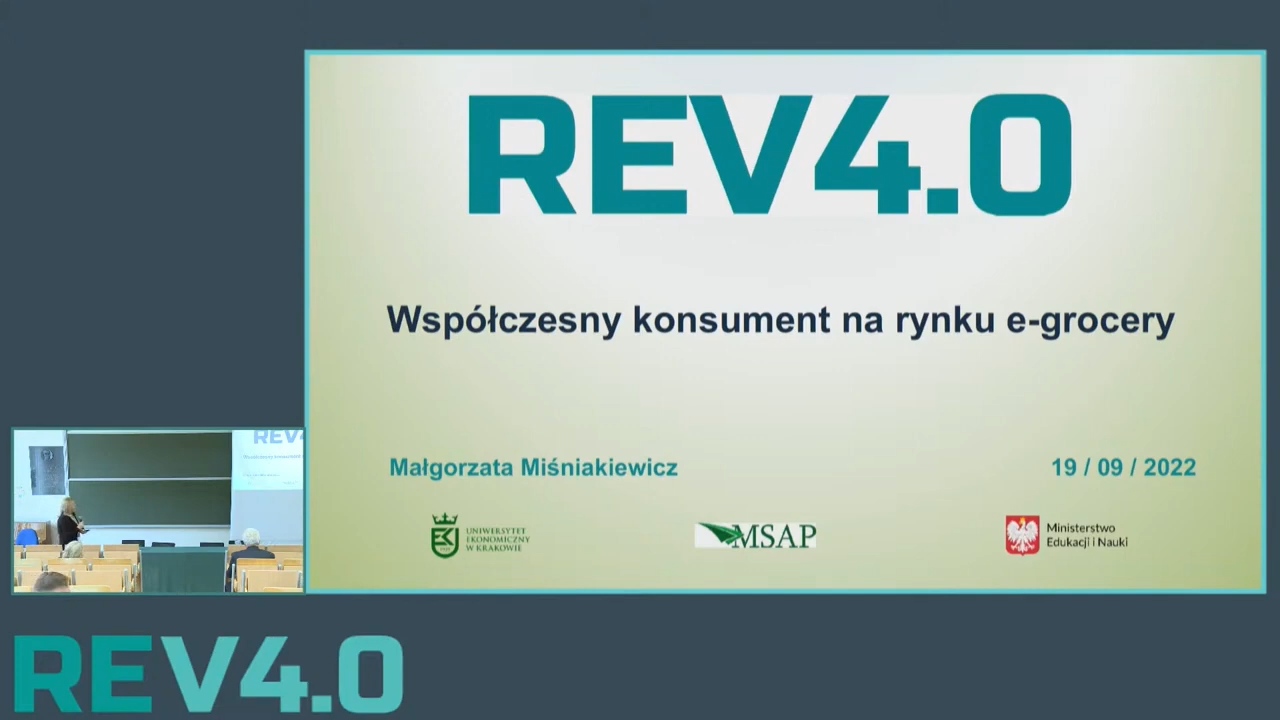 REV4.0
Współczesny konsument na rynku e-grocery
Małgorzata Miśniakiewicz
19 / 09 / 2022
UNIWERSYTET
EKONOMICZNY
W KRAKOWIE
MSAP
Ministerstwo
Edukacji i Nauki
REV4
REV4.0